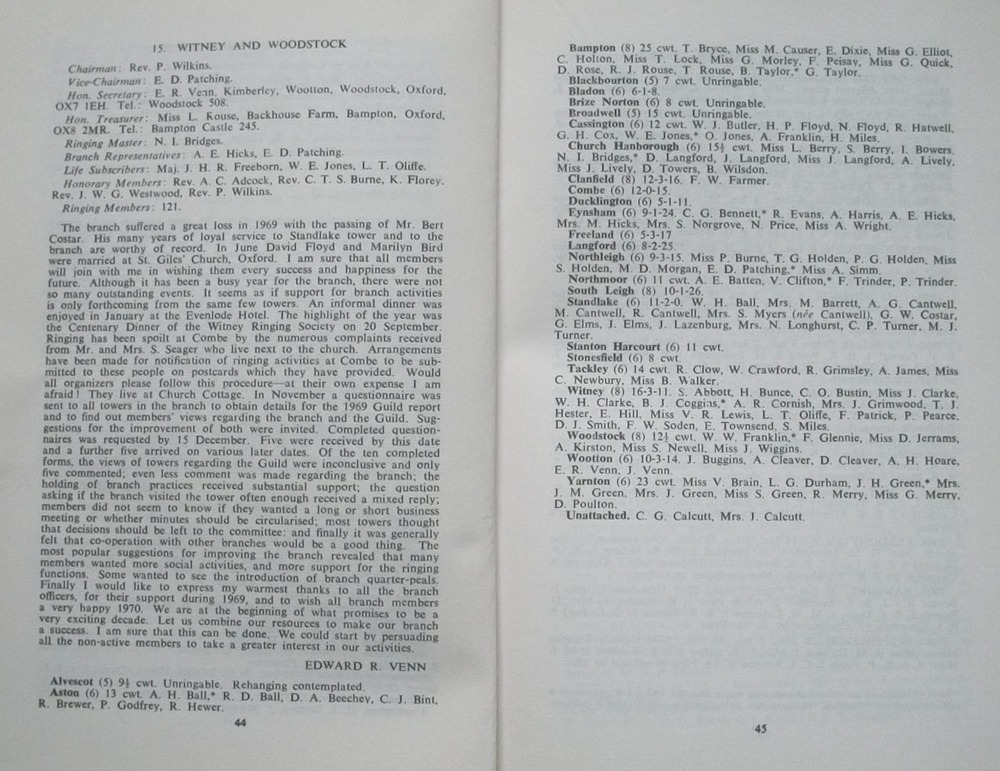 15. WITNEY AND WOODSTOCK
Chairman: Rev. P. Wilkins.
Vice-Chairman: E. D. Patching.
Hon. Secretary: E. R. Venn, Kimberley, Wootton, Woodstock, Oxford,
OX7 1EH. Tel.: Woodstock 508.
Hon. Treasurer: Miss L. Rouse, Backhouse Farm, Bampton, Oxford,
OX8 2MR. Tel.: Bampton Castle 245.
Ringing Master: N. I. Bridges.
Branch Representatives: A. E. Hicks, E. D. Patching.
Life Subscribers: Maj. J. H. R. Freeborn, W. E. Jones, L. T. Oliffe.
Honorary Members: Rev. A. C. Adcock, Rev. C. T. S. Burne, K. Florey.
Rev. J. W. G. Westwood, Rev. P. Wilkins.
Ringing Members: 121.
The branch suffered a great loss in 1969 with the passing of Mr. Bert
Costar. His many years of loyal service to Standlake tower and to the
branch are worthy of record. In June David Floyd and Marilyn Bird
were married at St. Giles' Church, Oxford. I am sure that all members
will join with me in wishing them every success and happiness for the
future. Although it has been a busy year for the branch, there were not
so many outstanding events. It seems as if support for branch activities
is only forthcoming from the same few towers. An informal dinner was
enjoyed in January at the Evenlode Hotel. The highlight of the year was
the Centenary Dinner of the Witney Ringing Society on 20 September.
Ringing has been spoilt at Combe by the numerous complaints received
from Mr. and Mrs. S. Seager who live next to the church. Arrangements
have been made for notification of ringing activities at Combe to be sub-
mitted to these people on postcards which they have provided. Would
all organizers please follow this procedure—at their own expense I am
afraid! They live at Church Cottage. In November a questionnaire was
sent to all towers in the branch to obtain details for the 1969 Guild report
and to find out members' views regarding the branch and the Guild. Sug-
gestions for the improvement of both were invited. Completed question-
naires was requested by 15 December. Five were received by this date
and a further five arrived on various later dates. Of the ten completed
forms, the views of towers regarding the Guild were inconclusive and only
five commented; even less comment was made regarding the branch; the
holding of branch practices received substantial support; the question
asking if the branch visited the tower often enough received a mixed reply;
members did not seem to know if they wanted a long or short business
meeting or whether minutes should be circularised; most towers thought
that decisions should be left to the committee: and finally it was generally
felt that co-operation with other branches would be a good thing. The
most popular suggestions for improving the branch revealed that many
members wanted more social activities, and more support for the ringing
functions. Some wanted to see the introduction of branch quarter-peals.
Finally I would like to express my warmest thanks to all the branch
officers, for their support during 1969, and to wish all branch members
a very happy 1970. We are at the beginning of what promises to be a
very exciting decade. Let us combine our resources to make our branch
a success. I am sure that this can be done. We could start by persuading
all the non-active members to take a greater interest in our activities.
EDWARD R. VENN
Alvescot (5) 9½ cwt. Unringable. Rehanging contemplated.
Aston (6) 13 cwt. A. H. Ball,* R. D. Ball, D. A. Beechey, C. J. Bint,
R. Brewer, P. Godfrey, R. Hewer.
44
Bampton (8) 25 cwt. T. Bryce, Miss M. Causer, E. Dixie, Miss G. Elliot,
C. Holton, Miss T. Lock, Miss G. Morley, F. Peisay, Miss G. Quick,
D. Rose, R. J. Rouse, T. Rouse, B. Taylor,* G. Taylor.
Blackbourton (5) 7 cwt. Unringable.
Bladon (6) 6-1-8.
Brize Norton (6) 8 cwt. Unringable.
Broadwell (5) 15 cwt. Unringable.
Cassington (6) 12 cwt. W. J. Butler, H. P. Floyd, N. Floyd, R. Hatwell,
G. H. Cox, W. E. Jones,* O. Jones, A. Franklin, H. Miles.
Church Hanborough (6) 15½ cwt. Miss L. Berry, S. Berry, I. Bowers.
N. I. Bridges,* D. Langford, J. Langford, Miss J. Langford, A. Lively,
Miss J. Lively, D. Towers, B. Wilsdon.
Clanfield (8) 12-3-16. F. W. Farmer.
Combe (6) 12-0-15.
Ducklington (6) 5-1-11.
Eynsham (6) 9-1-24. C. G. Bennett,* R. Evans, A. Harris, A. E. Hicks,
Mrs. M. Hicks, Mrs. S. Norgrove, N. Price, Miss A. Wright.
Freeland (6) 5-3-17
Langford (6) 8-2-25.
Northleigh (6) 9-3-15. Miss P. Burne, T. G. Holden, P. G. Holden, Miss
S. Holden, M. D. Morgan, E. D. Patching,* Miss A. Simm.
Northmoor (6) 11 cwt. A. E. Batten, V. Clifton,* F. Trinder, P. Trinder.
South Leigh (8) 10-1-26.
Standlake (6) 11-2-0. W. H. Ball, Mrs. M. Barrett, A. G. Cantwell,
M. Cantwell, R. Cantwell, Mrs. S. Myers (née Cantwell), G. W. Costar,
G. Elms, J. Elms, J. Lazenburg, Mrs. N. Longhurst, C. P. Turner, M. J.
Turner.
Stanton Harcourt (6) 11 cwt.
Stonesfield (6) 8 cwt.
Tackley (6) 14 cwt. R. Clow, W. Crawford, R. Grimsley, A. James, Miss
C. Newbury, Miss B. Walker.
Witney (8) 16-3-11. S. Abbott, H. Bunce, C. O. Bustin, Miss J. Clarke,
W. H. Clarke, B. J. Coggins,* A. R. Cornish, Mrs. J. Grimwood, T. J.
Hester, E. Hill, Miss V. R. Lewis, L. T. Oliffe, F. Patrick, P. Pearce,
D. J. Smith, F. W. Soden, E. Townsend, S. Miles.
Woodstock (8) 12½ cwt. W. W. Franklin,* F. Glennie, Miss D. Jerrams,
A. Kirston, Miss S. Newell, Miss J. Wiggins.
Wootton (6) 10-3-14. J. Buggins, A. Cleaver, D. Cleaver, A. H. Hoare,
E. R. Venn, J. Venn.
Yarnton (6) 23 cwt. Miss V. Brain, L. G. Durham, J. H. Green,* Mrs.
J. M. Green, Mrs. J. Green, Miss S. Green, R. Merry, Miss G. Merry,
D. Poulton.
Unattached. C. G. Calcutt, Mrs. J. Calcutt.
45